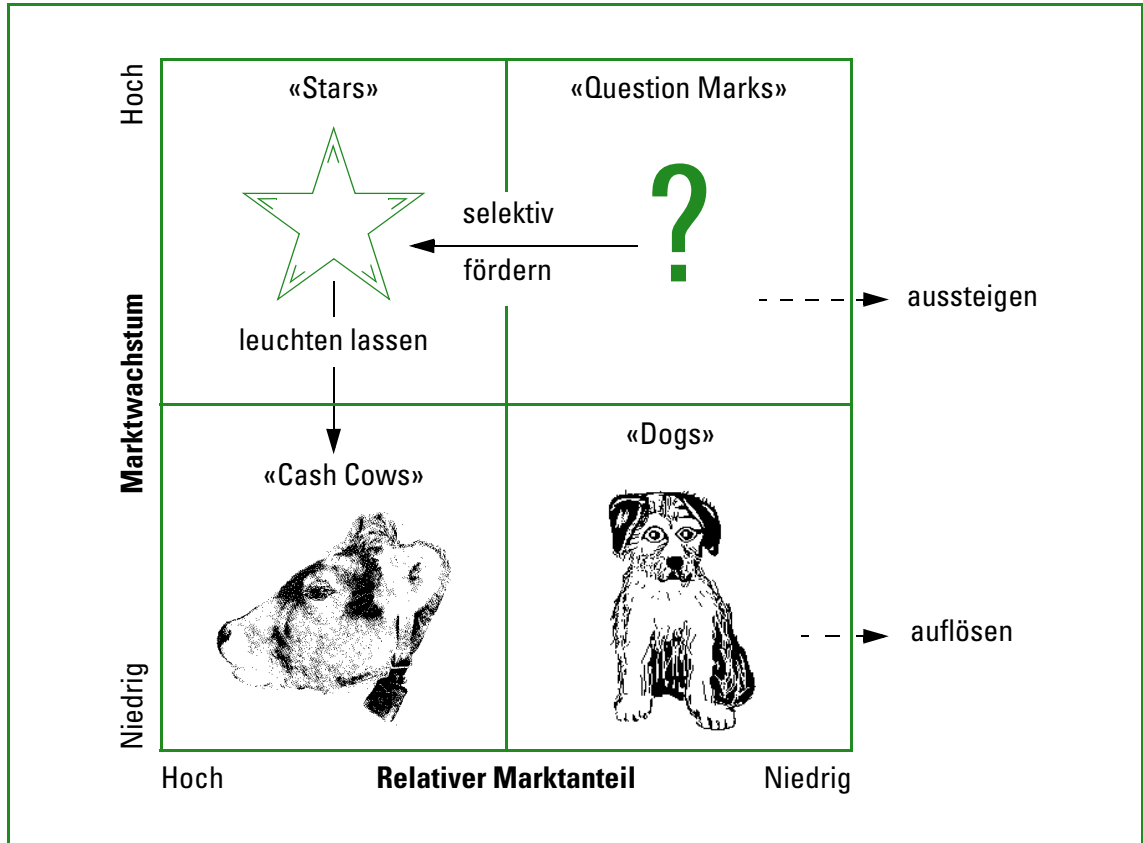 Hoch
«Stars»
«Question Marks»
?
selektiv
fördern
aussteigen
leuchten lassen
Marktwachstum
«Cash Cows»
«Dogs»
auflösen
Niedrig
Hoch
Relativer Marktanteil
Niedrig